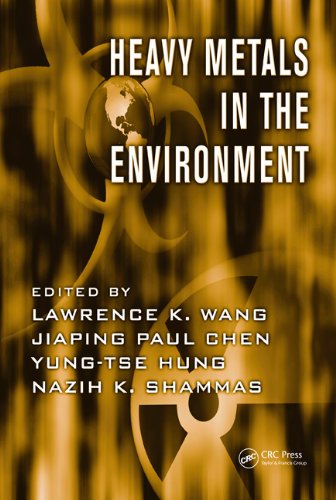 HEAVY METALS
IN THE
ENVIRONMENT
EDITED BY
LAWRENCE K. WANG
JIAPING PAUL CHEN
YUNG-TSE HUNG
NAZIH K. SHAMMAS
CRC
CRC Press
Taylor & Francis Group